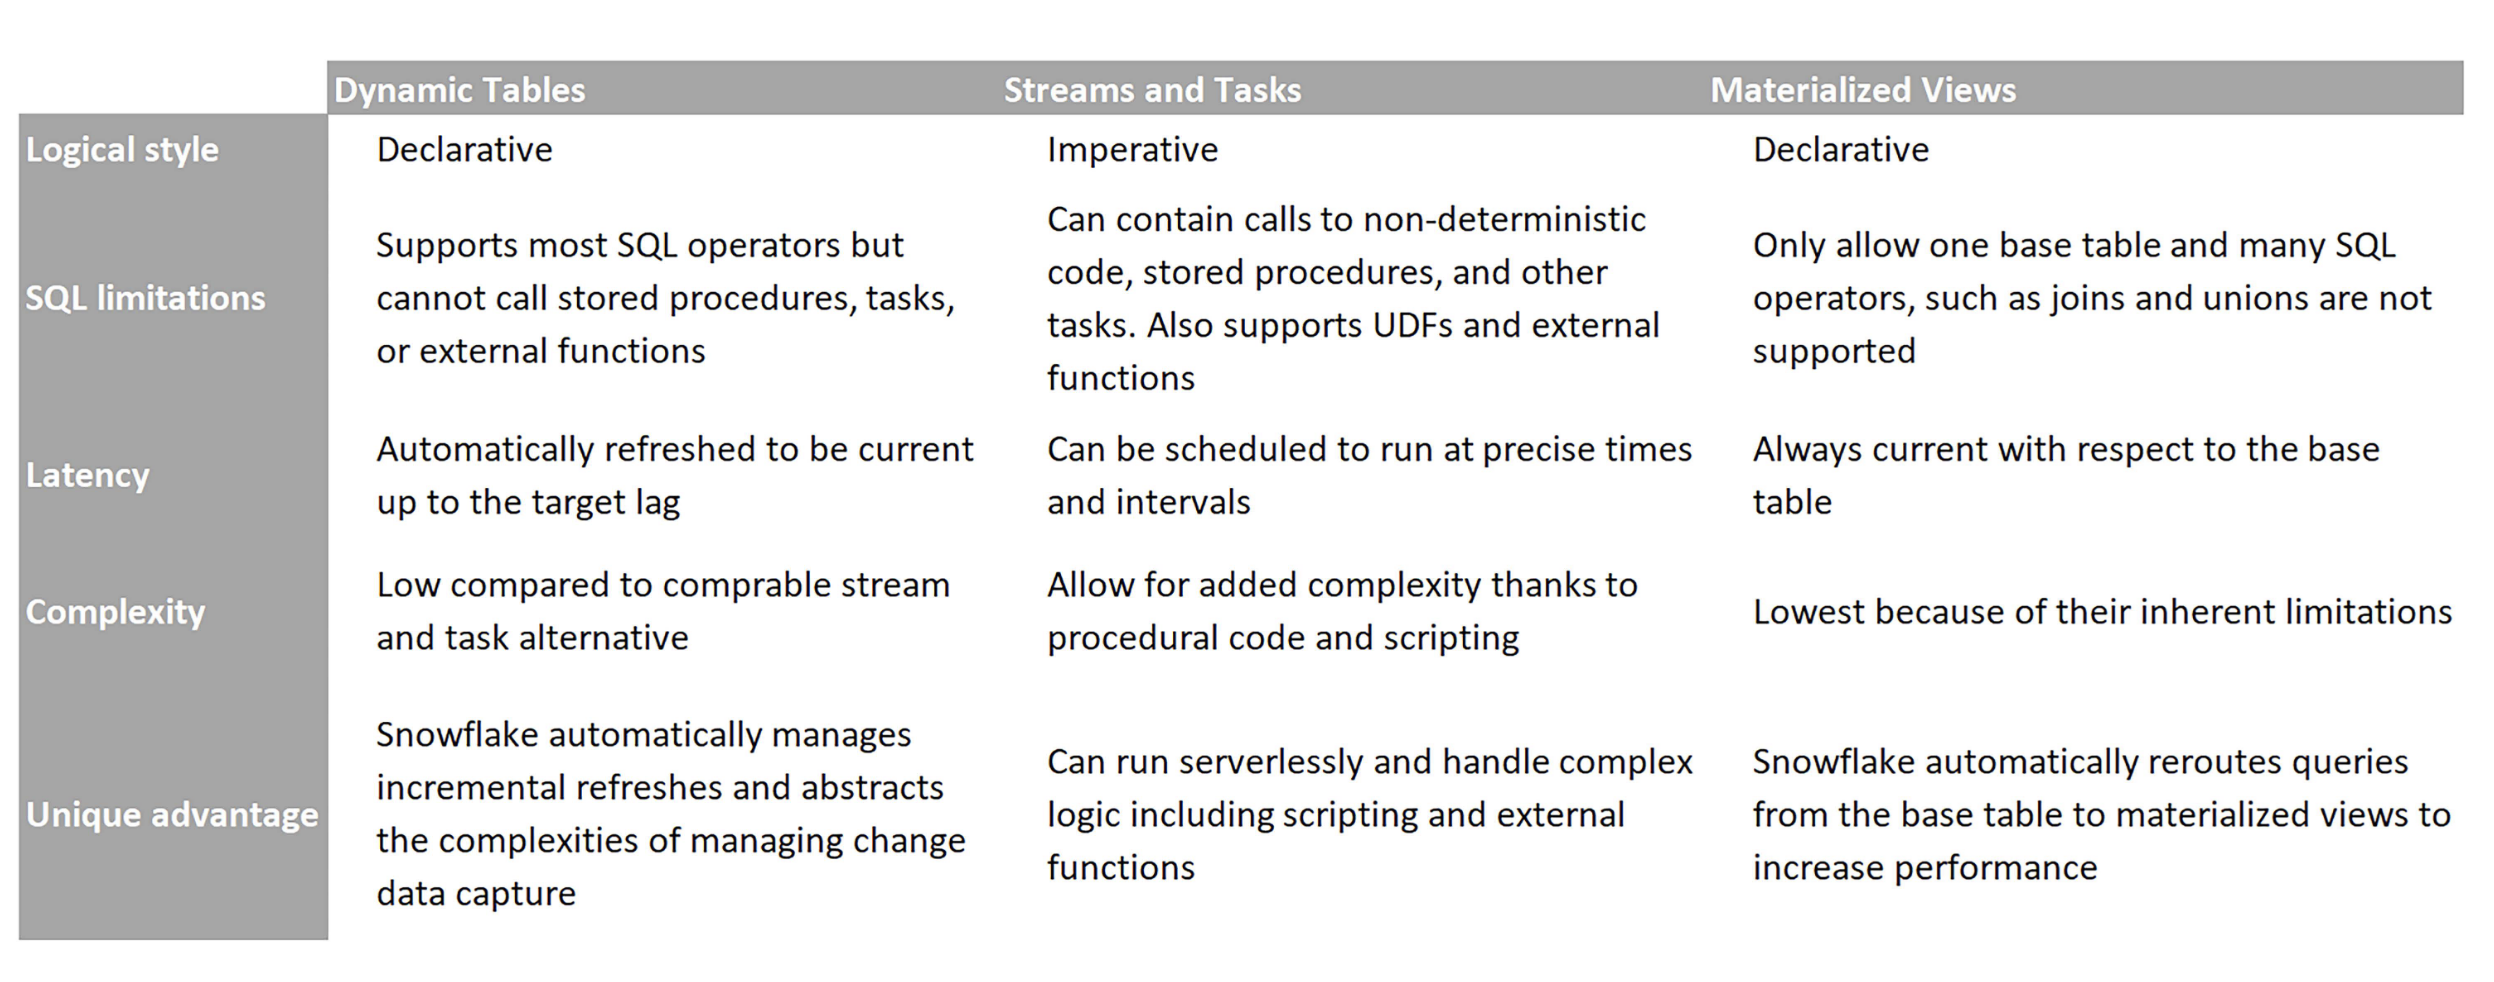 Dynamic Tables
Streams and Tasks
Materialized Views
Logical style
Declarative
Imperative
Declarative
SQL limitations
Supports most SQL operators but
cannot call stored procedures, tasks,
or external functions
Can contain calls to non-deterministic
code, stored procedures, and other
tasks. Also supports UDFs and external
functions
Only allow one base table and many SQL
operators, such as joins and unions are not
supported
Latency
Automatically refreshed to be current
up to the target lag
Can be scheduled to run at precise times
and intervals
Always current with respect to the base
table
Complexity
Low compared to comprable stream
and task alternative
Allow for added complexity thanks to
procedural code and scripting
Lowest because of their inherent limitations
Unique advantage
Snowflake automatically manages
incremental refreshes and abstracts
the complexities of managing change
data capture
Can run serverlessly and handle complex
logic including scripting and external
functions
Snowflake automatically reroutes queries
from the base table to materialized views to
increase performance